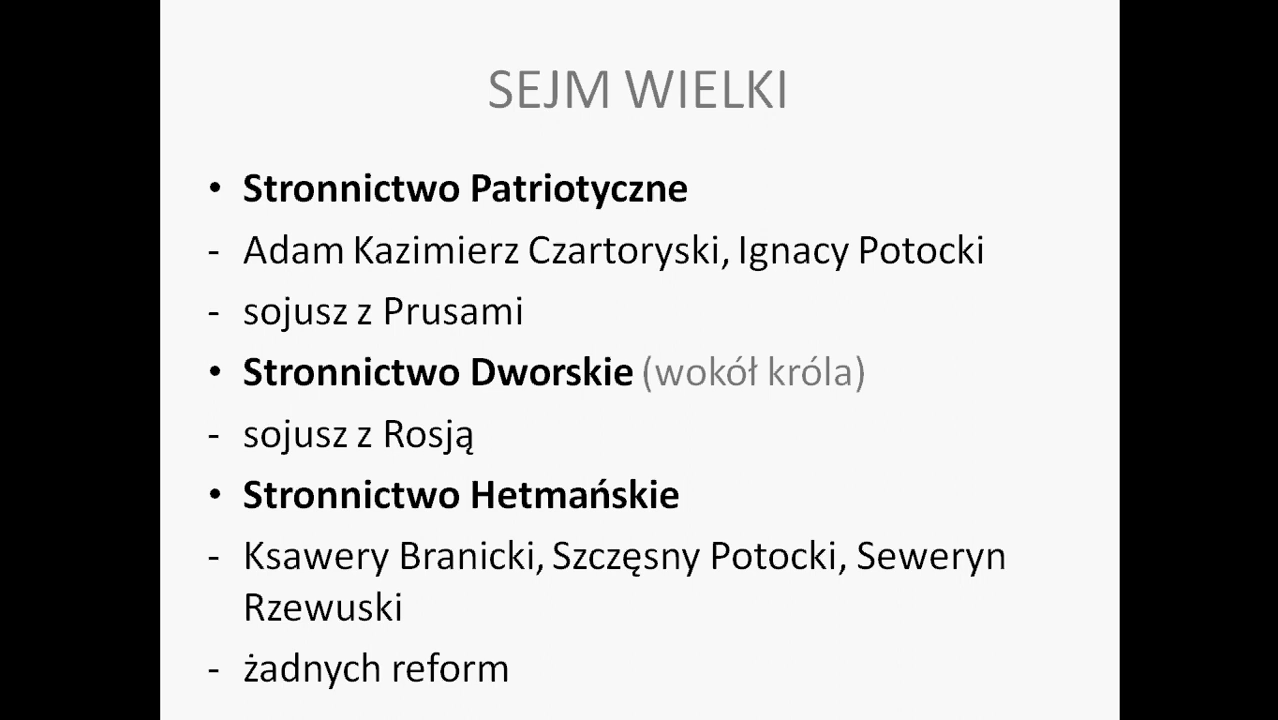 SEJM WIELKI
• Stronnictwo Patriotyczne
- Adam Kazimierz Czartoryski, Ignacy Potocki
- sojusz z Prusami
• Stronnictwo Dworskie (wokół króla)
- sojusz z Rosją
• Stronnictwo Hetmańskie
- Ksawery Branicki, Szczęsny Potocki, Seweryn
Rzewuski
- żadnych reform